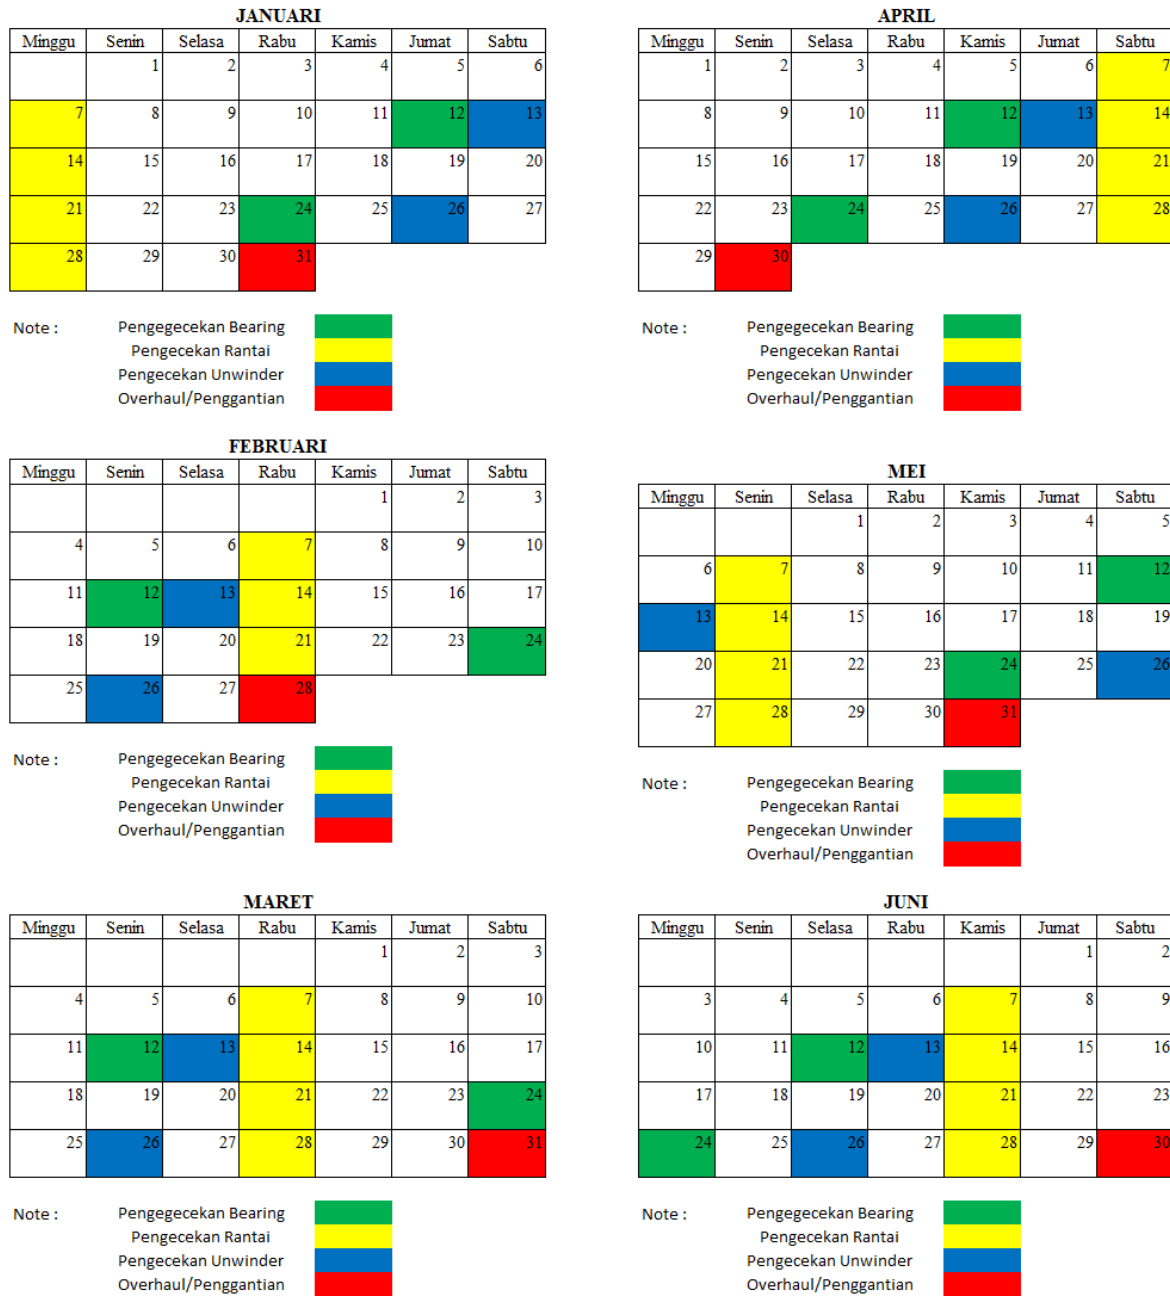 JANUARI
Minggu Senin Selasa Rabu Kamis Jumat Sabtu
1 2 3 4 5 6
7 8 9 10 11 12 13
14 15 16 17 18 19 20
21 22 23 24 25 26 27
28 29 30 31
Note : Pengegecekan Bearing
Pengecekan Rantai
Pengecekan Unwinder
Overhaul/Penggantian
FEBRUARI
Minggu Senin Selasa Rabu Kamis Jumat Sabtu
1 2 3
4 5 6 7 8 9 10
11 12 13 14 15 16 17
18 19 20 21 22 23 24
25 26 27 28
Note : Pengegecekan Bearing
Pengecekan Rantai
Pengecekan Unwinder
Overhaul/Penggantian
MARET
Minggu Senin Selasa Rabu Kamis Jumat Sabtu
1 2 3
4 5 6 7 8 9 10
11 12 13 14 15 16 17
18 19 20 21 22 23 24
25 26 27 28 29 30 31
Note : Pengegecekan Bearing
Pengecekan Rantai
Pengecekan Unwinder
Overhaul/Penggantian
APRIL
Minggu Senin Selasa Rabu Kamis Jumat Sabtu
1 2 3 4 5 6 7
8 9 10 11 12 13 14
15 16 17 18 19 20 21
22 23 24 25 26 27 28
29 30
Note : Pengegecekan Bearing
Pengecekan Rantai
Pengecekan Unwinder
Overhaul/Penggantian
MEI
Minggu Senin Selasa Rabu Kamis Jumat Sabtu
1 2 3 4 5
6 7 8 9 10 11 12
13 14 15 16 17 18 19
20 21 22 23 24 25 26
27 28 29 30 31
Note : Pengegecekan Bearing
Pengecekan Rantai
Pengecekan Unwinder
Overhaul/Penggantian
JUNI
Minggu Senin Selasa Rabu Kamis Jumat Sabtu
1 2
3 4 5 6 7 8 9
10 11 12 13 14 15 16
17 18 19 20 21 22 23
24 25 26 27 28 29 30
Note : Pengegecekan Bearing
Pengecekan Rantai
Pengecekan Unwinder
Overhaul/Penggantian